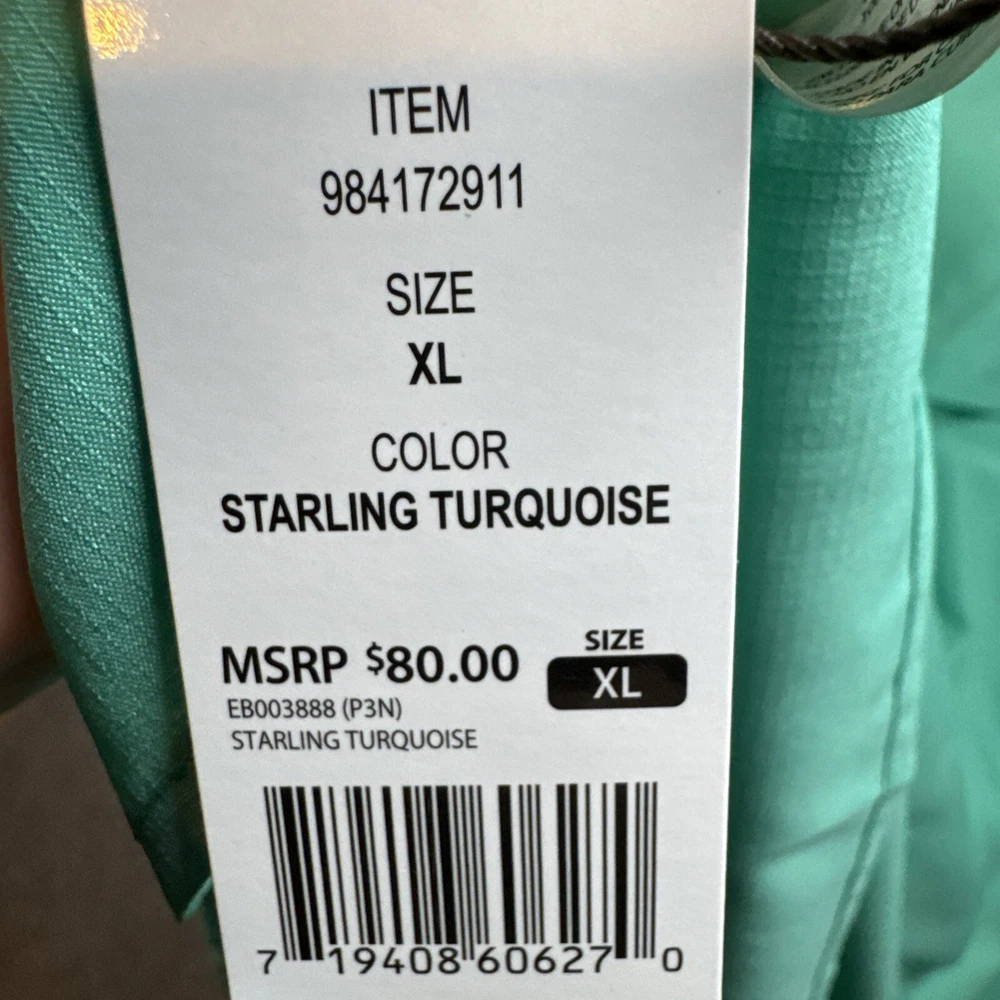 ITEM
984172911
SIZE
XL
COLOR
STARLING TURQUOISE
MSRP $80.00
SIZE
XL
EB003888 (P3N)
STARLING TURQUOISE
7 19408 60627 0